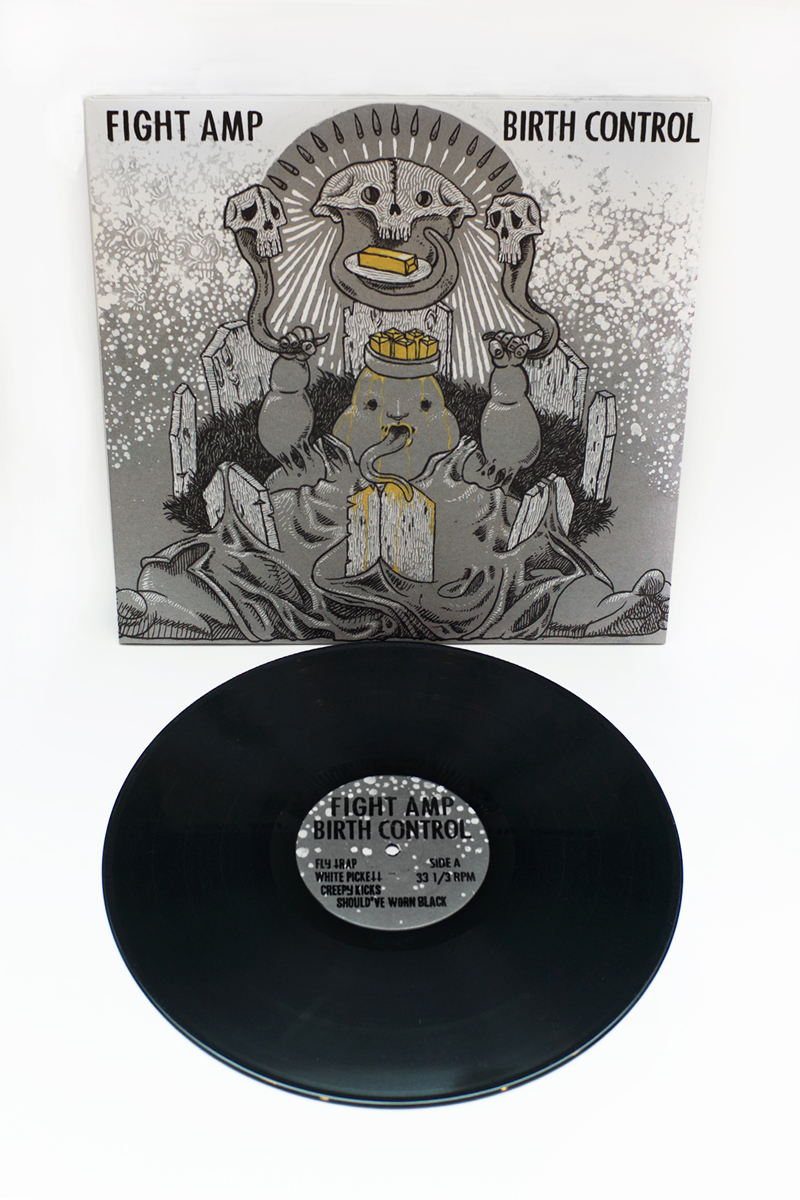 FIGHT AMP
BIRTH CONTROL
FIGHT AMP
BIRTH CONTROL
FLY TRAP
SIDE A
WHITE PICKETT
33 1/3 RPM
CREEPY KICKS
SHOULD'VE WORN BLACK